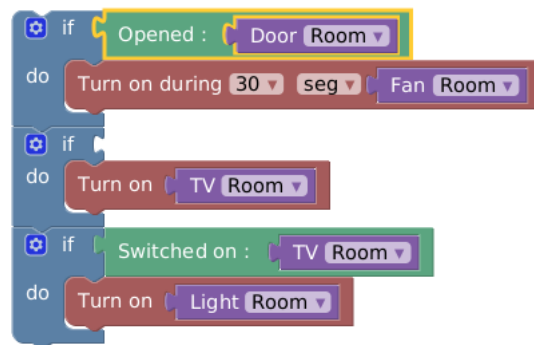 if Opened : Door Room
do Turn on during 30 seg Fan Room
if
do Turn on TV Room
if Switched on : TV Room
do Turn on Light Room